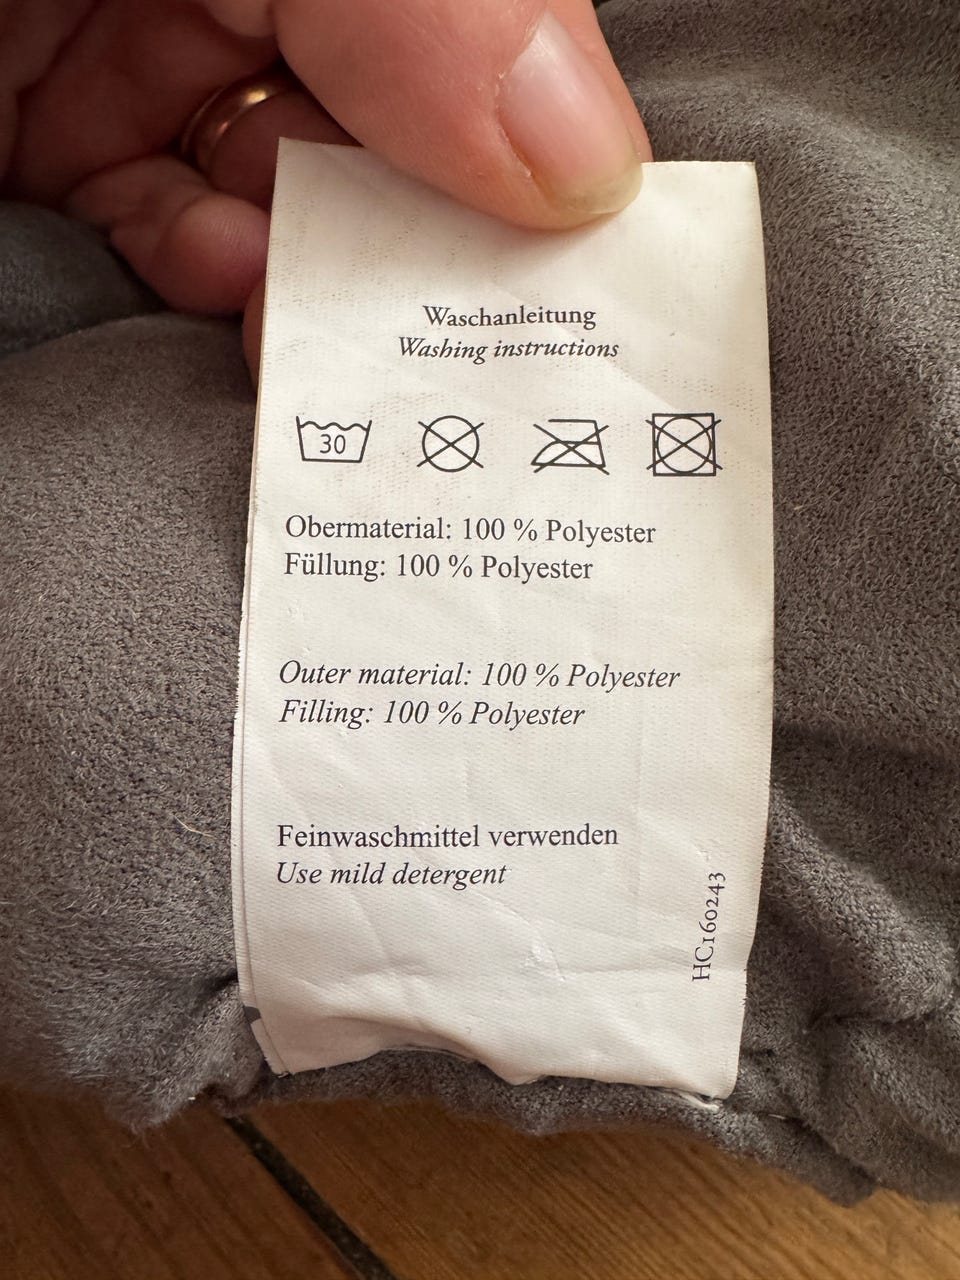 Waschanleitung
Washing instructions
30
Obermaterial: 100 % Polyester
Füllung: 100 % Polyester
Outer material: 100 % Polyester
Filling: 100 % Polyester
Feinwaschmittel verwenden
Use mild detergent
HC160243